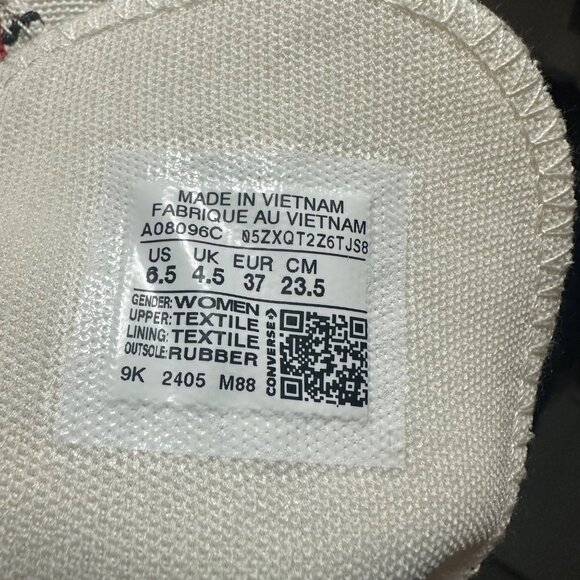 MADE IN VIETNAM
FABRIQUE AU VIETNAM
A08096C 05ZXQT2Z6TJS8
US UK EUR CM
6.5 4.5 37 23.5
GENDER: WOMEN
UPPER: TEXTILE
LINING: TEXTILE
OUTSOLE: RUBBER
CONVERSE
9K 2405 M88